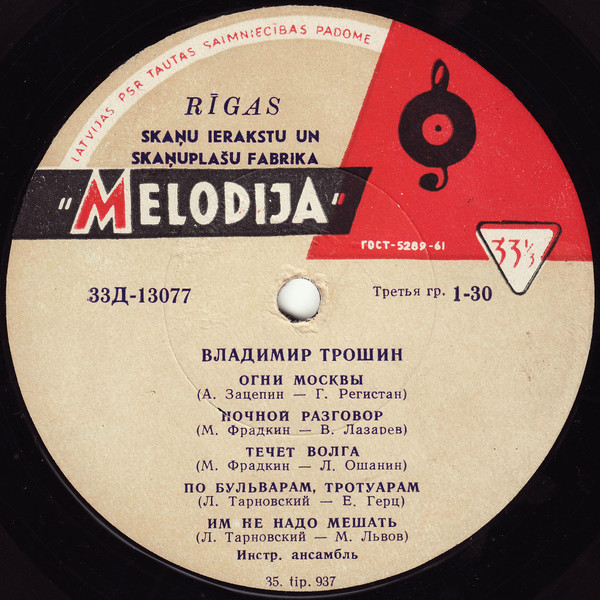 LATVIJAS PSR TAUTAS SAIMNIECĪBAS PADOME
RĪGAS
SKAŅU IERAKSTU UN
SKAŅUPLAŠU FABRIKA
"MELODIJA"
ГОСТ-5289-61
33⅓
33Д-13077
Третья гр. 1-30
ВЛАДИМИР ТРОШИН
ОГНИ МОСКВЫ
(А. Зацепин — Г. Регистан)
НОЧНОЙ РАЗГОВОР
(М. Фрадкин — В. Лазарев)
ТЕЧЕТ ВОЛГА
(М. Фрадкин — Л. Ошанин)
ПО БУЛЬВАРАМ, ТРОТУАРАМ
(Л. Тарновский — Е. Герц)
ИМ НЕ НАДО МЕШАТЬ
(Л. Тарновский — М. Львов)
Инстр. ансамбль
35. tip. 937